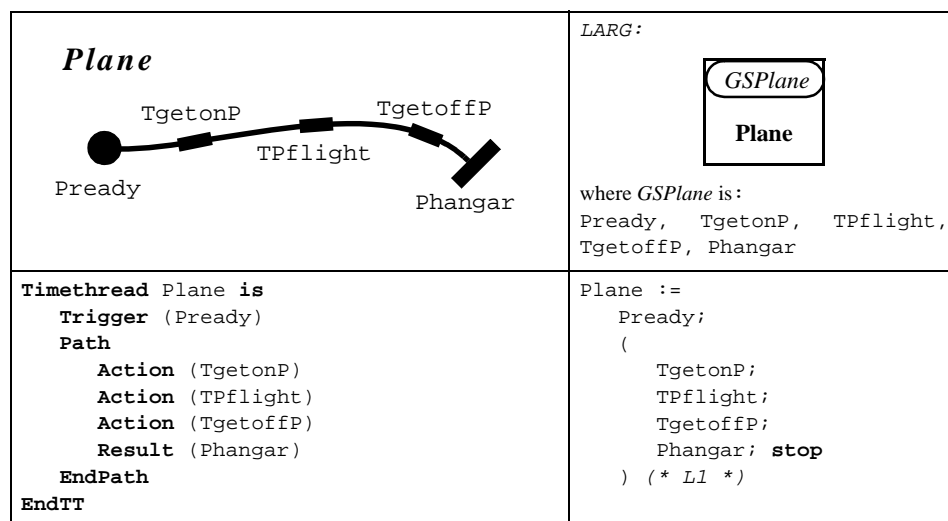 Plane
TgetonP
TgetoffP
TPflight
Pready
Phangar
LARG:
GSPlane
Plane
where GSPlane is:
Pready, TgetonP, TPflight,
TgetoffP, Phangar
Timethread Plane is
Trigger (Pready)
Path
Action (TgetonP)
Action (TPflight)
Action (TgetoffP)
Result (Phangar)
EndPath
EndTT
Plane :=
Pready;
(
TgetonP;
TPflight;
TgetoffP;
Phangar; stop
) (* L1 *)